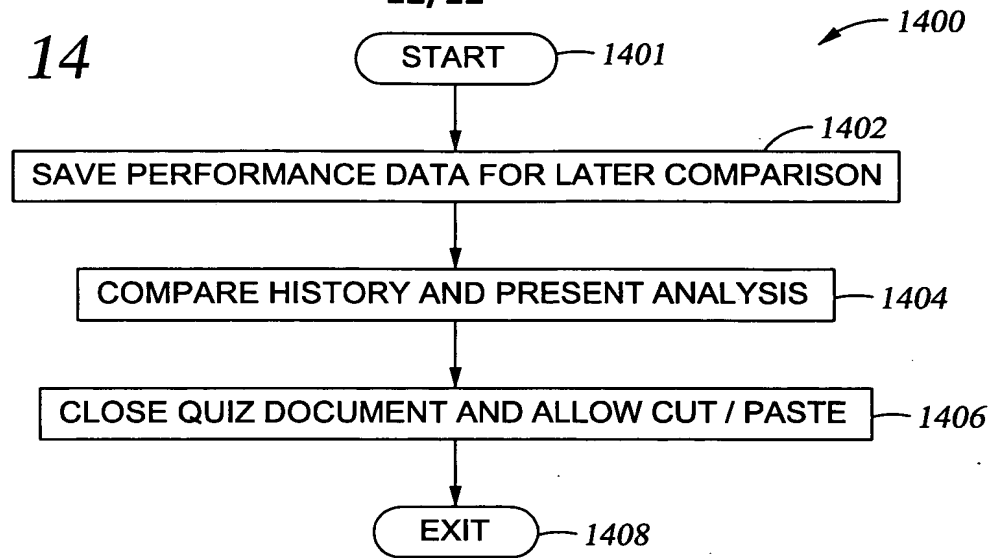 14
1400
START
1401
1402
SAVE PERFORMANCE DATA FOR LATER COMPARISON
COMPARE HISTORY AND PRESENT ANALYSIS
1404
CLOSE QUIZ DOCUMENT AND ALLOW CUT / PASTE
1406
EXIT
1408